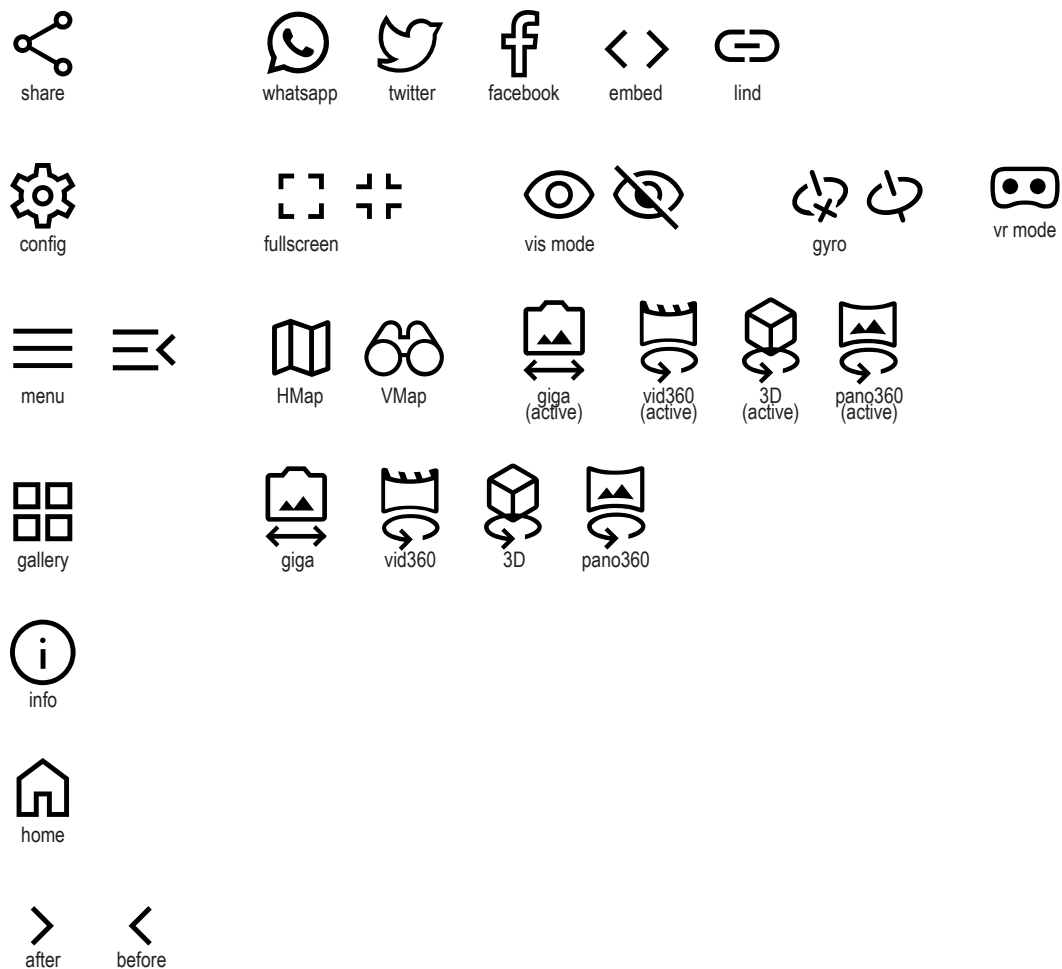 share whatsapp twitter facebook embed lind
config fullscreen vis mode gyro vr mode
menu HMap VMap giga vid360 3D pano360
(active) (active) (active) (active)
gallery giga vid360 3D pano360
info
home
after before